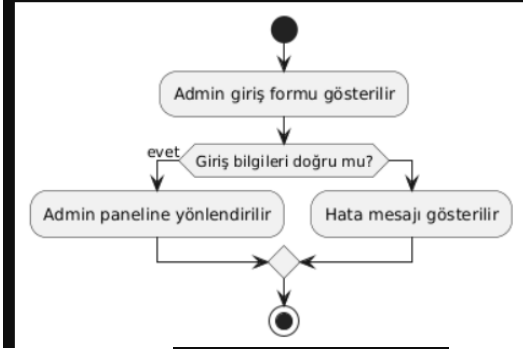 Admin giriş formu gösterilir
evet
Giriş bilgileri doğru mu?
Admin paneline yönlendirilir
Hata mesajı gösterilir